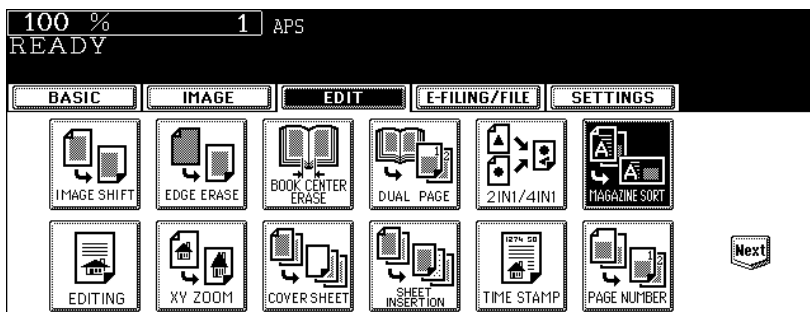 100 % 1 APS
READY
BASIC IMAGE EDIT E-FILING/FILE SETTINGS
IMAGE SHIFT EDGE ERASE BOOK CENTER ERASE DUAL PAGE 2IN1/4IN1 MAGAZINE SORT
EDITING XY ZOOM COVER SHEET SHEET INSERTION TIME STAMP PAGE NUMBER Next